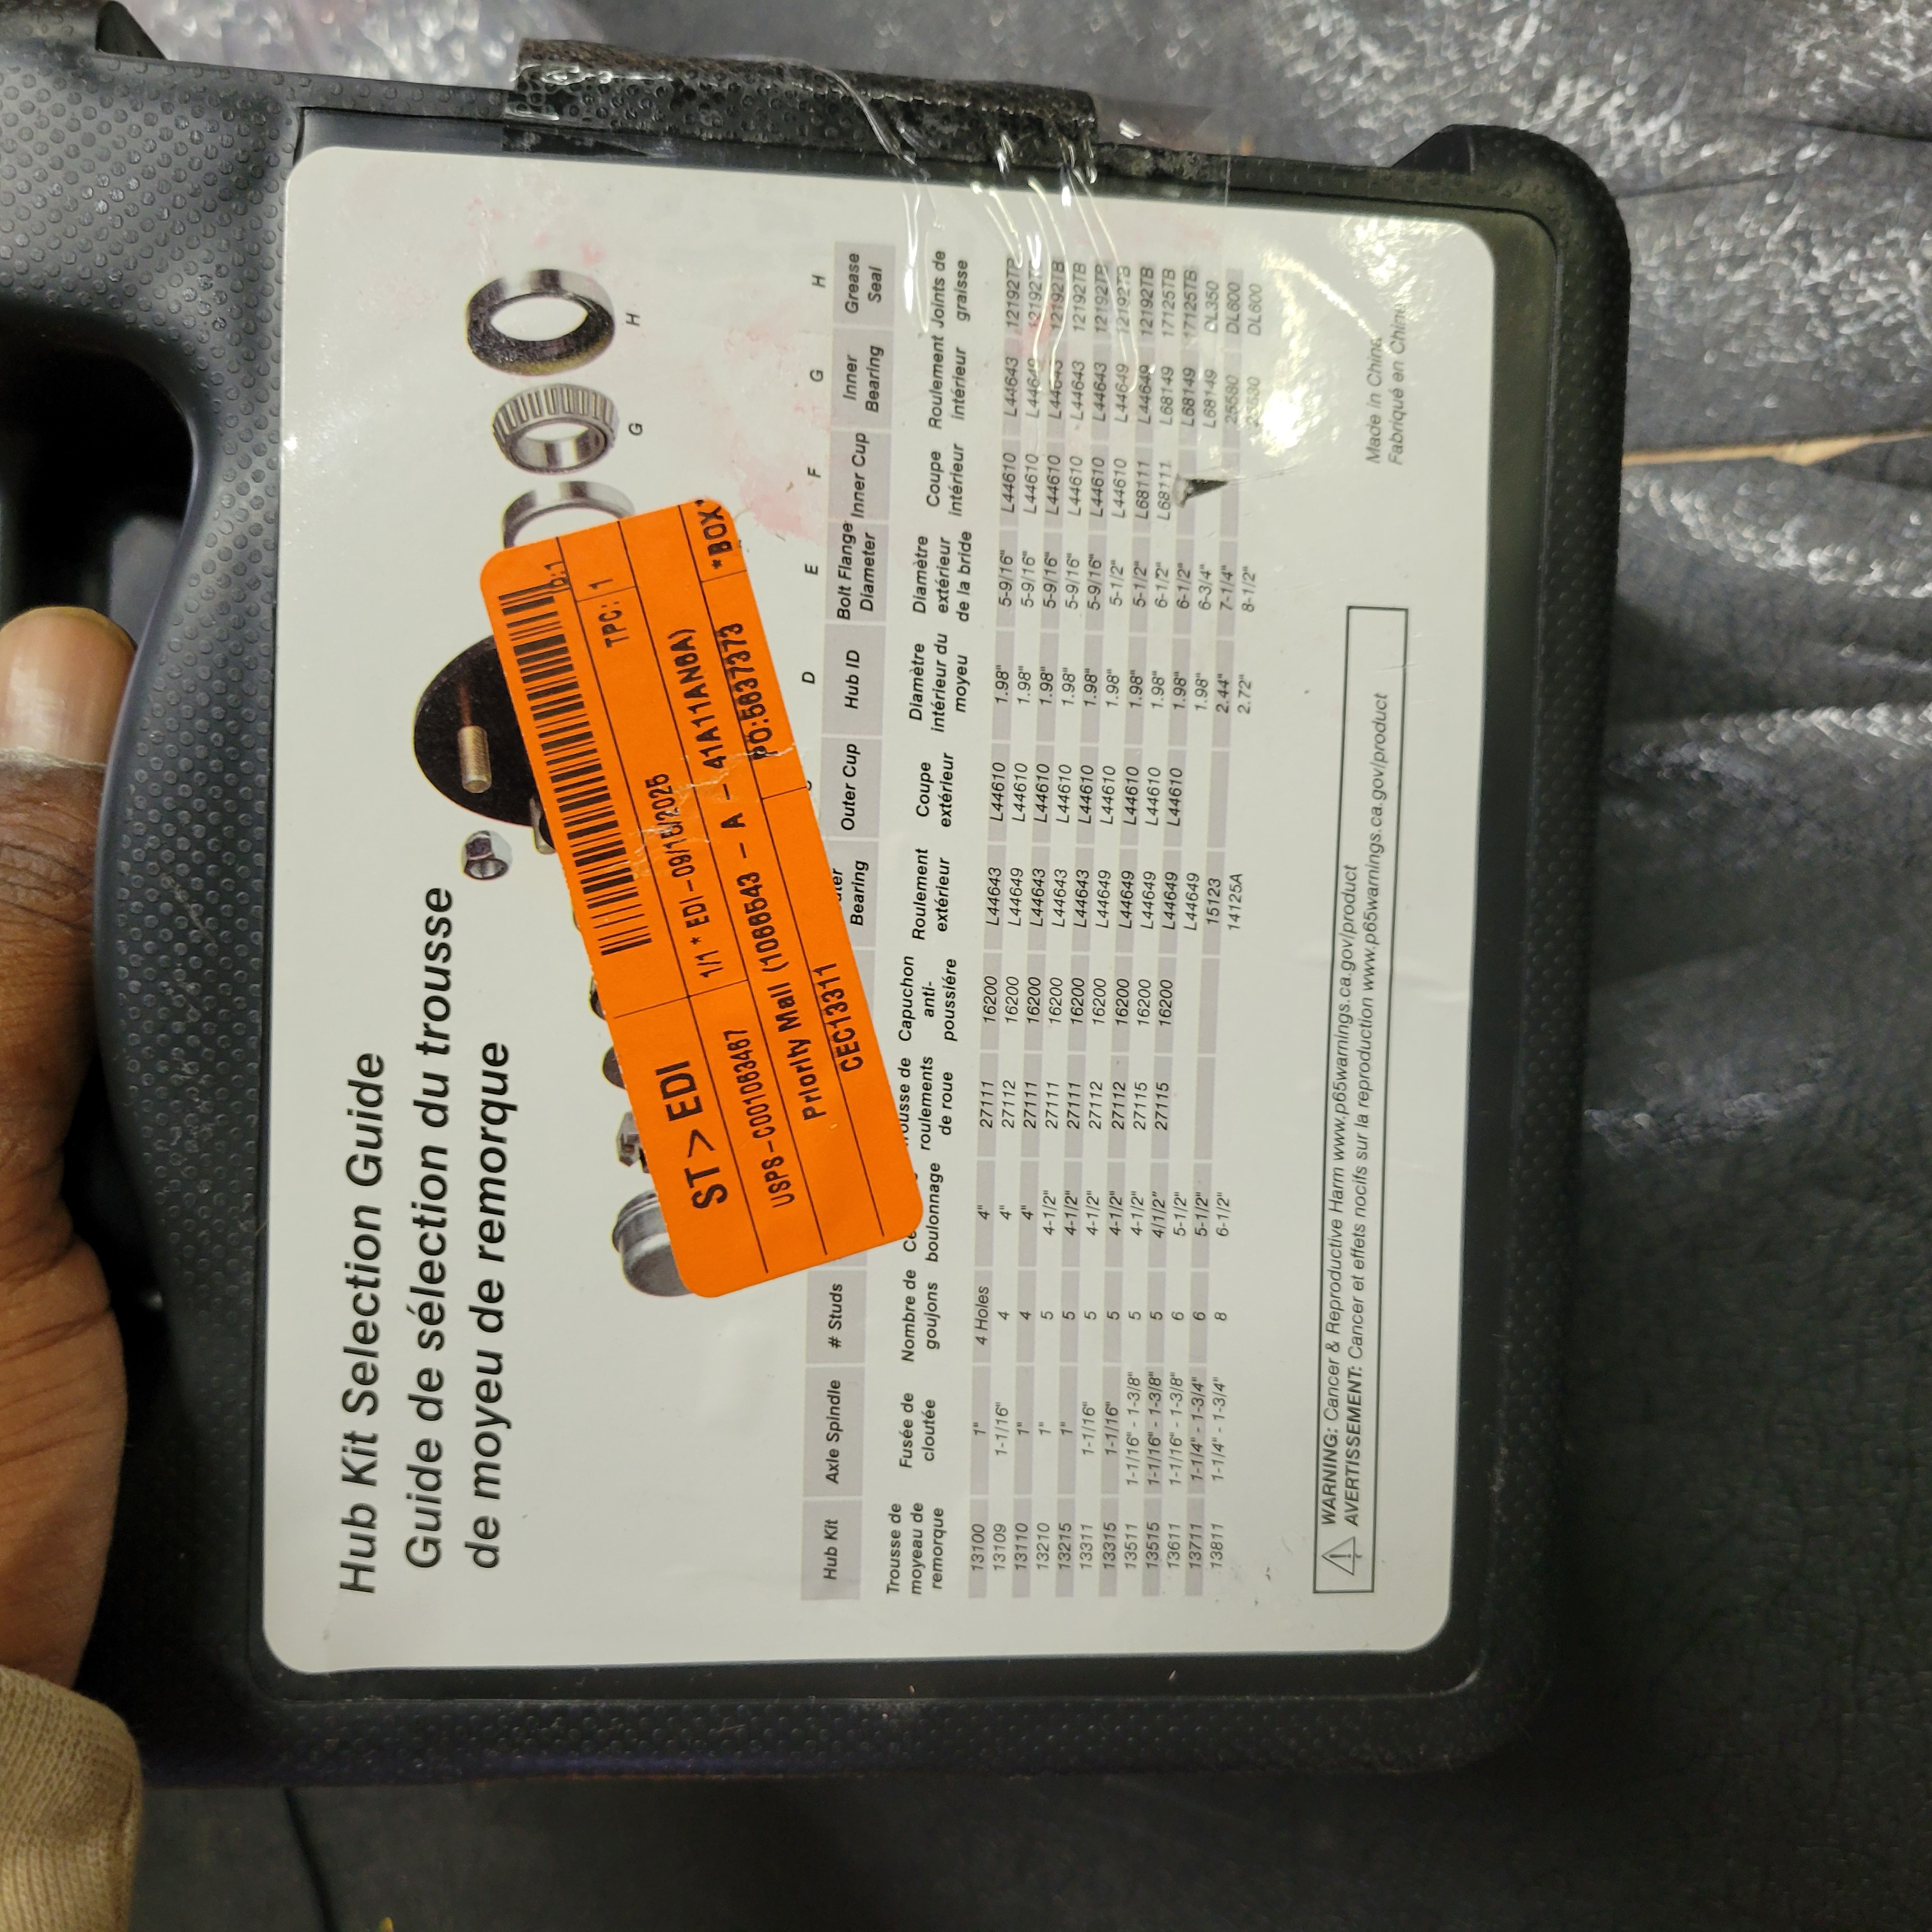 Hub Kit Selection Guide
Guide de sélection du trousse
de moyeu de remorque
G H
D E F G H
Hub Kit Axle Spindle # Studs Bearing Outer Cup Hub ID Bolt Flange Diameter Inner Cup Inner Bearing Grease Seal
Trousse de moyeau de remorque Fusée de cloutée Nombre de goujons boulonnage roulements de roue Capuchon anti-poussiére Roulement extérieur Coupe extérieur Diamètre intérieur du moyeu Diamètre extérieur de la bride Coupe intérieur Roulement intérieur Joints de graisse
13100 1" 4 Holes 4" 27111 16200 L44643 L44610 1.98" 5-9/16" L44610 L44643 12192TB
13109 1-1/16" 4 4" 27112 16200 L44649 L44610 1.98" 5-9/16" L44610 L44649 12192TB
13110 1" 4 4" 27111 16200 L44643 L44610 1.98" 5-9/16" L44610 L44643 12192TB
13210 1" 5 4-1/2" 27111 16200 L44643 L44610 1.98" 5-9/16" L44610 L44643 12192TB
13215 1" 5 4-1/2" 27111 16200 L44643 L44610 1.98" 5-9/16" L44610 L44643 12192TB
13311 1-1/16" 5 4-1/2" 27112 16200 L44649 L44610 1.98" 5-1/2" L44610 L44649 12192TB
13315 1-1/16" 5 4-1/2" 27112 16200 L44649 L44610 1.98" 5-1/2" L68111 L44649 12192TB
13511 1-1/16" - 1-3/8" 5 4-1/2" 27115 16200 L44649 L44610 1.98" 6-1/2" L68111 L68149 17125TB
13515 1-1/16" - 1-3/8" 5 4/1/2" 27115 16200 L44649 L44610 1.98" 6-1/2" L68149 17125TB
13611 1-1/16" - 1-3/8" 6 5-1/2" L44649 1.98" 6-3/4" L68149 DL350
13711 1-1/4" - 1-3/4" 6 5-1/2" 15123 2.44" 7-1/4" 25580 DL600
13811 1-1/4" - 1-3/4" 8 6-1/2" 14125A 2.72" 8-1/2" 25580 DL600
WARNING: Cancer & Reproductive Harm www.p65warnings.ca.gov/product
AVERTISSEMENT: Cancer et effets nocifs sur la reproduction www.p65warnings.ca.gov/product
Made in China
Fabriqué en Chine
TPC: 1
ST > EDI 1/1 * EDI - 09/15/2025
USPS-C001063467
Priority Mail (1066543 - A - 41A11AN6A)
CEC13311 PO:5637373 *BOX*